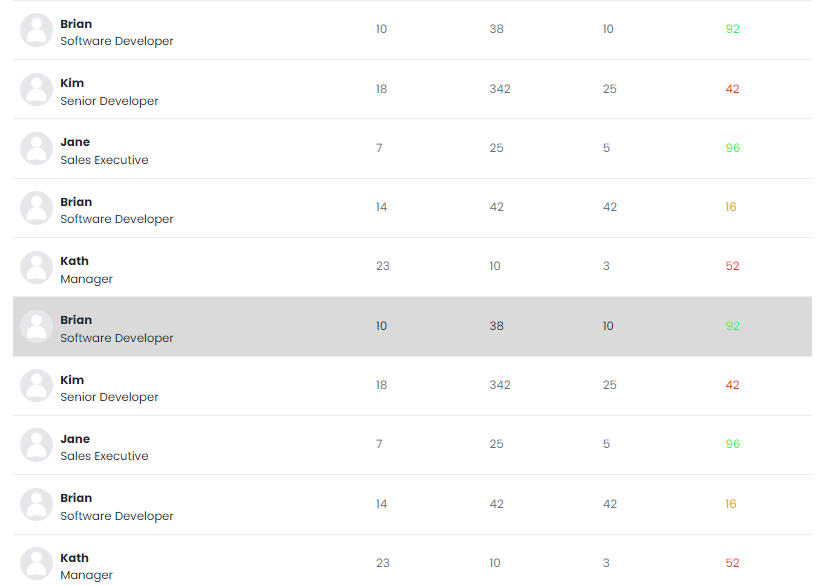 Brian
Software Developer
10 38 10 92
Kim
Senior Developer
18 342 25 42
Jane
Sales Executive
7 25 5 96
Brian
Software Developer
14 42 42 16
Kath
Manager
23 10 3 52
Brian
Software Developer
10 38 10 92
Kim
Senior Developer
18 342 25 42
Jane
Sales Executive
7 25 5 96
Brian
Software Developer
14 42 42 16
Kath
Manager
23 10 3 52